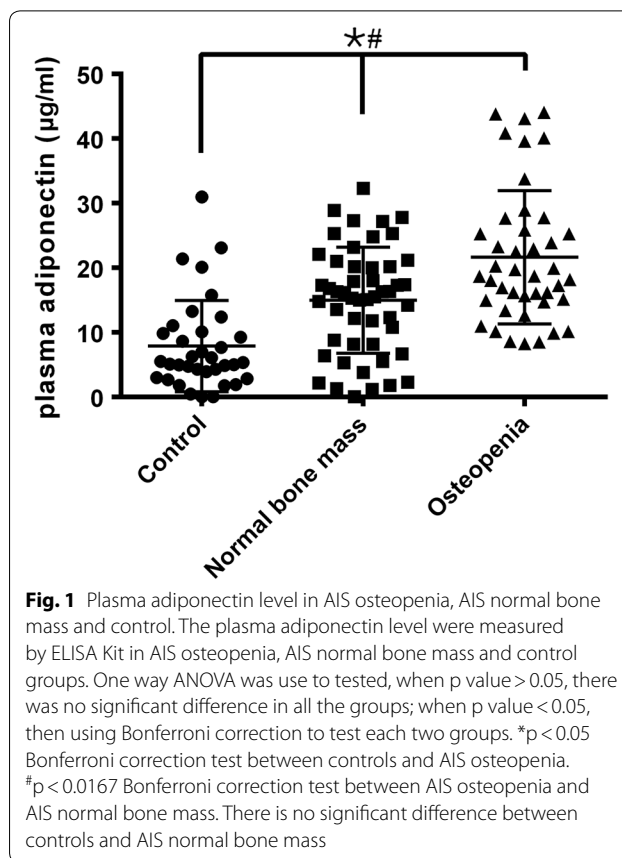 *#
plasma adiponectin (µg/ml)
50
40
30
20
10
0
Control
Normal bone mass
Osteopenia
Fig. 1 Plasma adiponectin level in AIS osteopenia, AIS normal bone
mass and control. The plasma adiponectin level were measured
by ELISA Kit in AIS osteopenia, AIS normal bone mass and control
groups. One way ANOVA was use to tested, when p value > 0.05, there
was no significant difference in all the groups; when p value < 0.05,
then using Bonferroni correction to test each two groups. *p < 0.05
Bonferroni correction test between controls and AIS osteopenia.
#p < 0.0167 Bonferroni correction test between AIS osteopenia and
AIS normal bone mass. There is no significant difference between
controls and AIS normal bone mass